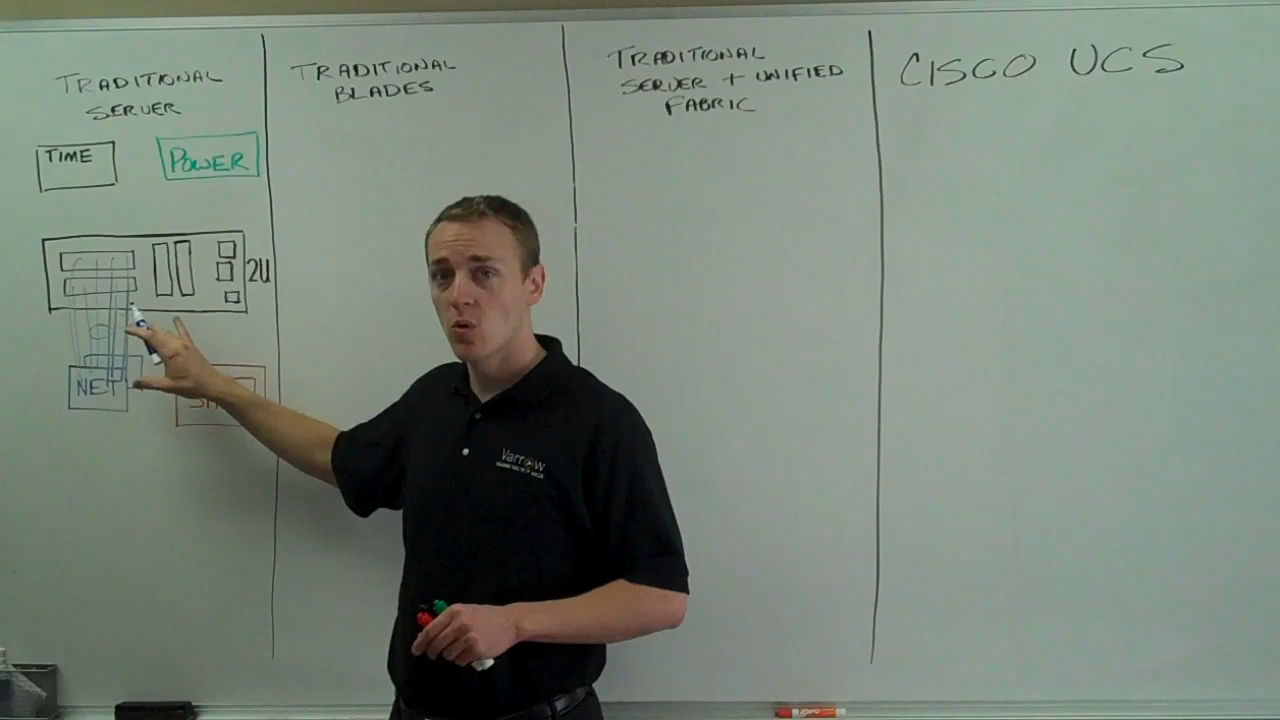 TRADITIONAL
SERVER
TRADITIONAL
BLADES
TRADITIONAL
SERVER + UNIFIED
FABRIC
CISCO UCS
TIME
POWER
2U
NET
Varrow